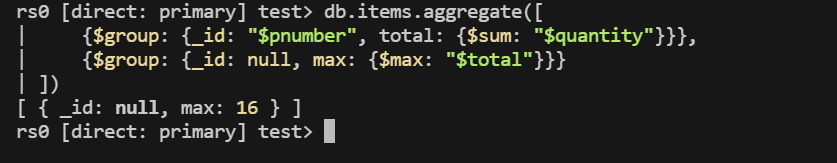 rs0 [direct: primary] test> db.items.aggregate([
|     {$group: {_id: "$pnumber", total: {$sum: "$quantity"}}},
|     {$group: {_id: null, max: {$max: "$total"}}}
| ])
[ { _id: null, max: 16 } ]
rs0 [direct: primary] test>